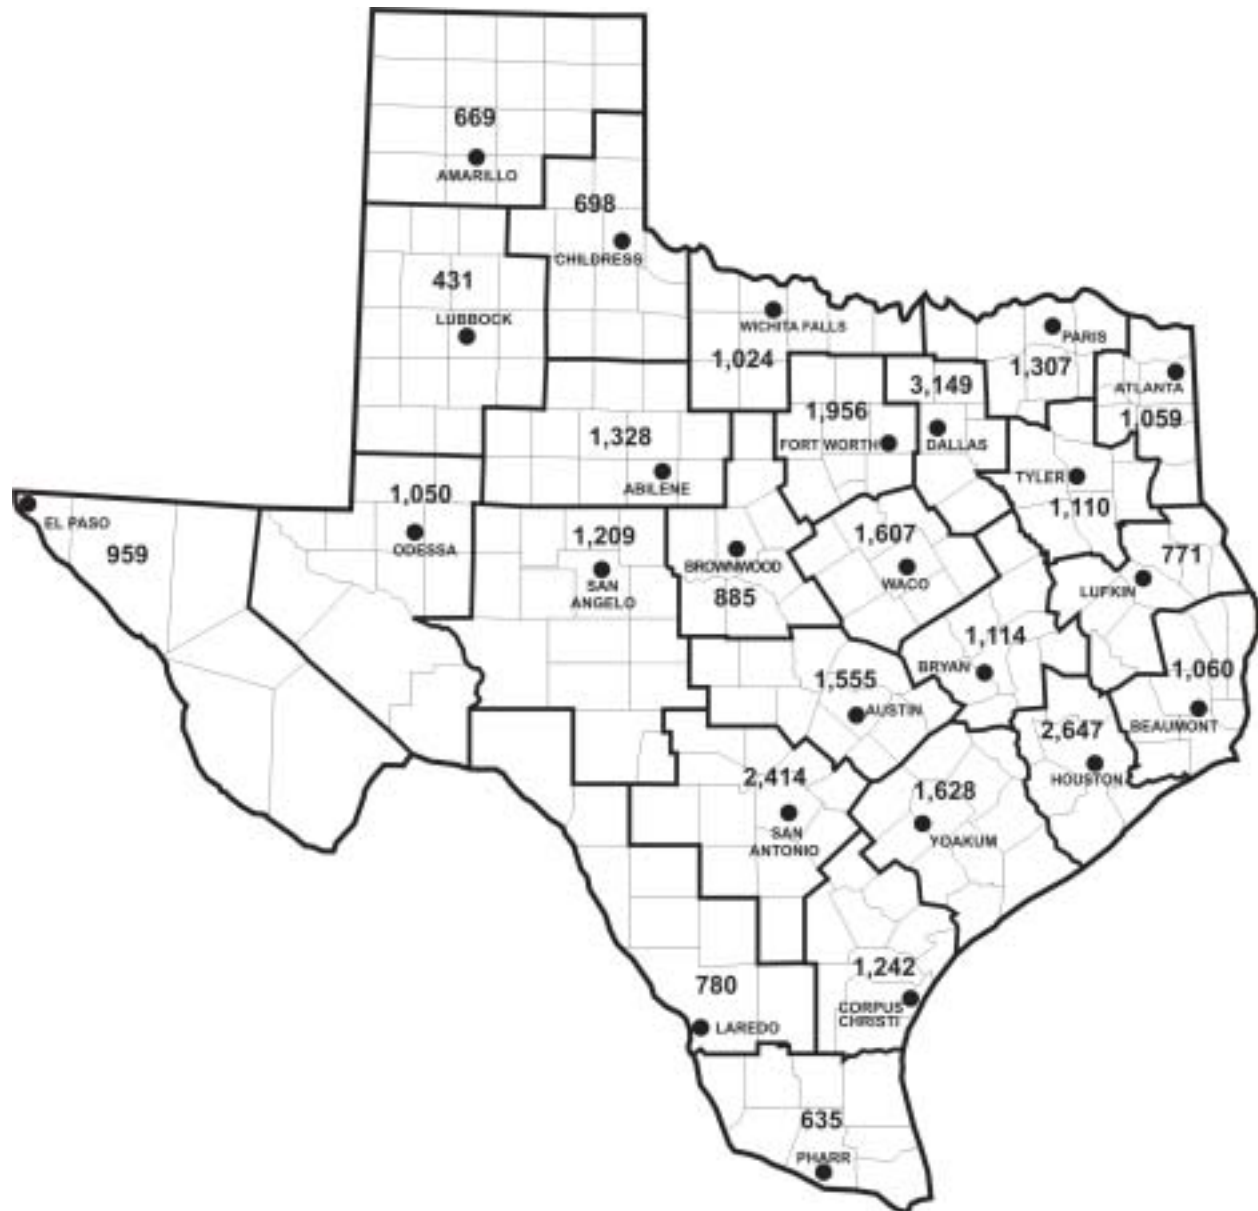 669
AMARILLO
698
CHILDRESS
431
LUBBOCK
WICHITA FALLS
1,024
PARIS
1,307
ATLANTA
1,059
3,149
DALLAS
1,956
FORT WORTH
1,328
ABILENE
TYLER
1,110
EL PASO
959
1,050
ODESSA
1,209
SAN
ANGELO
BROWNWOOD
885
1,607
WACO
771
LUFKIN
1,114
BRYAN
1,555
AUSTIN
1,060
BEAUMONT
2,647
HOUSTON
2,414
SAN
ANTONIO
1,628
YOAKUM
1,242
CORPUS
CHRISTI
780
LAREDO
635
PHARR